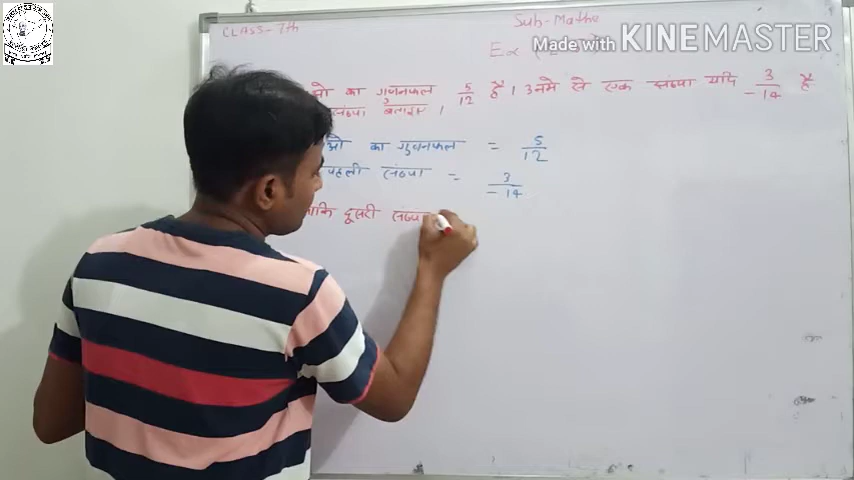 CLASS-7th
Sub-Maths
Ex
Made with KINEMASTER
ओ का गुणनफल 5/12 है। उनमे से एक संख्या यदि 3/-14 है
संख्या बताइए।
ओ का गुणनफल = 5/12
पहली संख्या = 3/-14
दूसरी संख्या